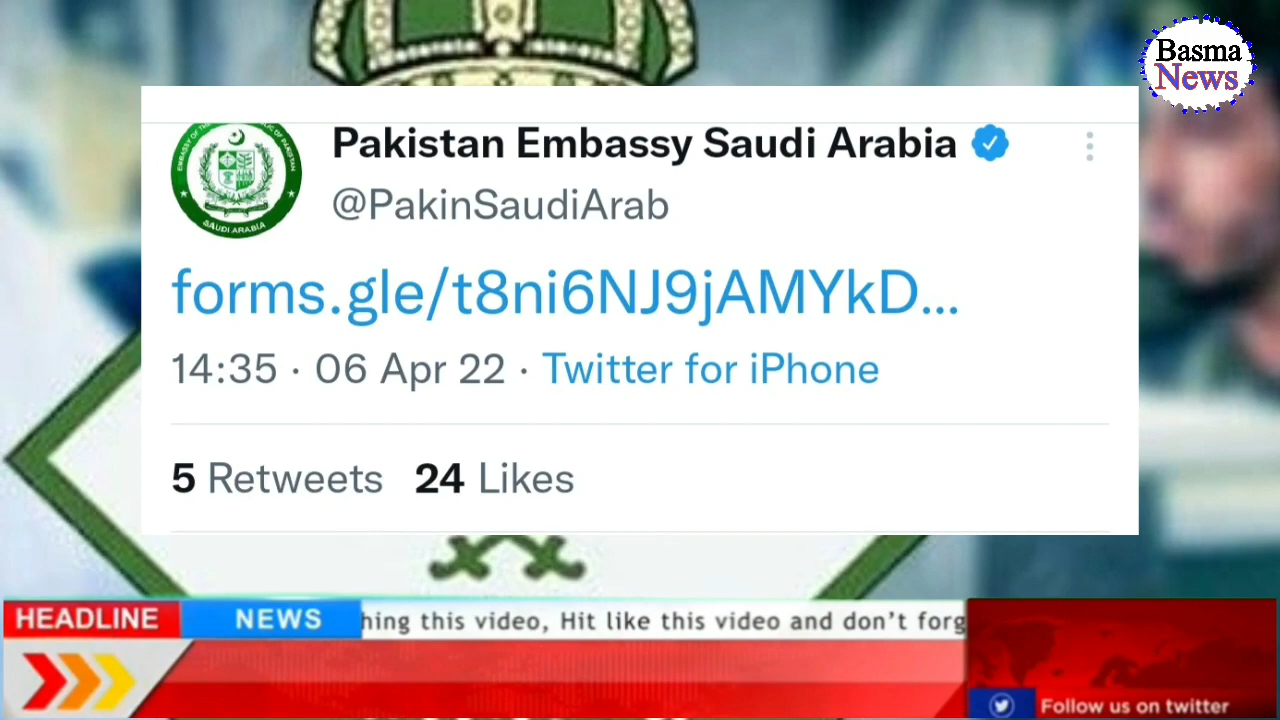 Basma
News
Pakistan Embassy Saudi Arabia
@PakinSaudiArab
SAUDI ARABIA
forms.gle/t8ni6NJ9jAMYkD...
14:35 · 06 Apr 22 · Twitter for iPhone
5 Retweets 24 Likes
HEADLINE NEWS hing this video, Hit like this video and don't forg
Follow us on twitter